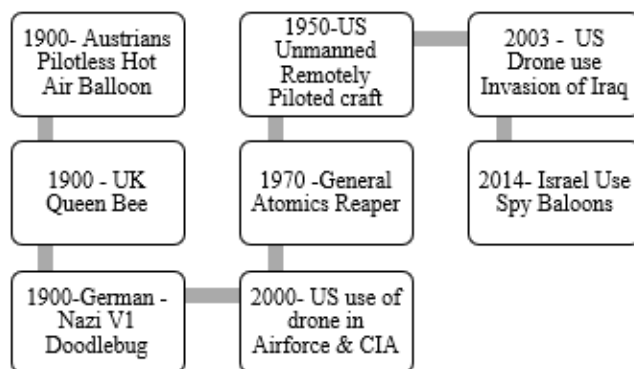 1900- Austrians
Pilotless Hot
Air Balloon
1900 - UK
Queen Bee
1900-German -
Nazi V1
Doodlebug
2000- US use of
drone in
Airforce & CIA
1970 -General
Atomics Reaper
1950-US
Unmanned
Remotely
Piloted craft
2003 - US
Drone use
Invasion of Iraq
2014- Israel Use
Spy Baloons